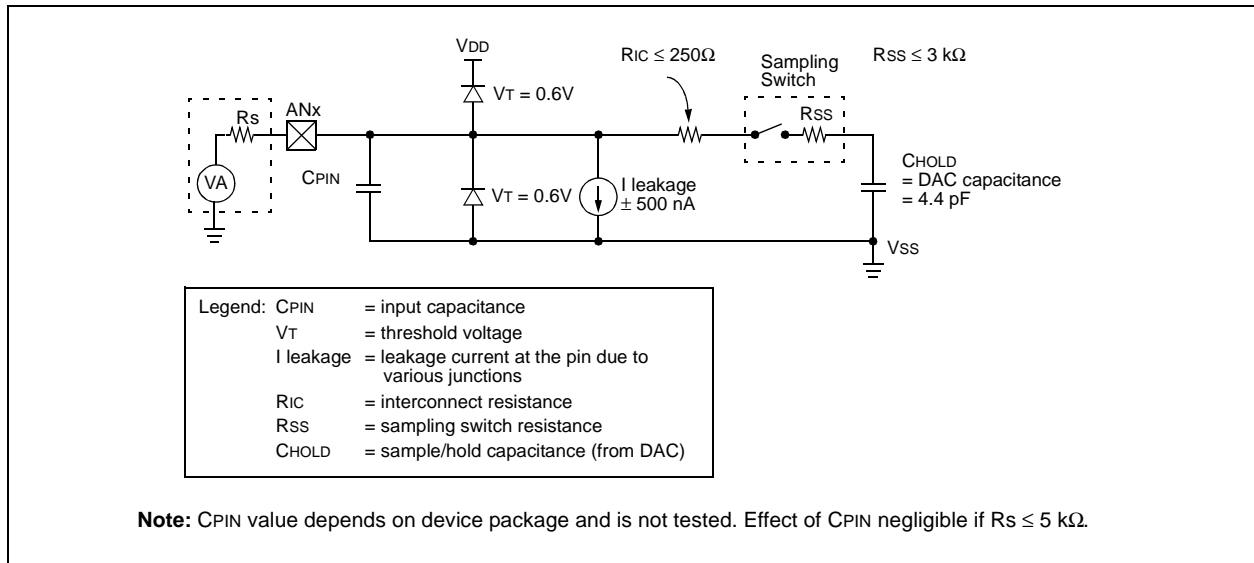 VDD
RIC ≤ 250Ω
Sampling
Switch
RSS ≤ 3 kΩ
VT = 0.6V
Rs
ANx
RSS
VA
CPIN
VT = 0.6V
I leakage
± 500 nA
CHOLD
= DAC capacitance
= 4.4 pF
VSS
Legend: CPIN = input capacitance
VT = threshold voltage
I leakage = leakage current at the pin due to
various junctions
RIC = interconnect resistance
RSS = sampling switch resistance
CHOLD = sample/hold capacitance (from DAC)
Note: CPIN value depends on device package and is not tested. Effect of CPIN negligible if Rs ≤ 5 kΩ.